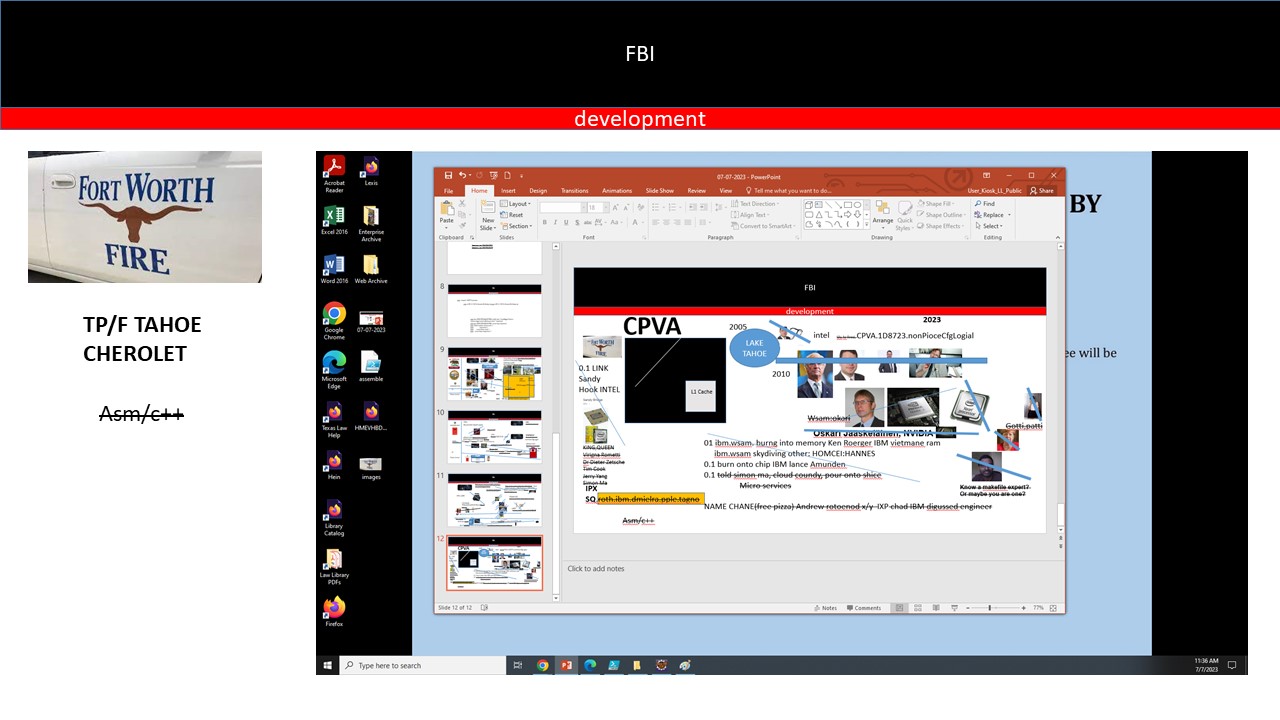 FBI
development
FORT WORTH
FIRE
TP/F TAHOE
CHEROLET
Asm/c++
Acrobat
Reader
Lexis
Excel 2016
Enterprise
Archive
Word 2016
Web Archive
Google
Chrome
07-07-2023
Microsoft
Edge
assemble
Texas Law
Help
HMEVHBD...
Hein
images
Library
Catalog
Law Library
PDFs
Firefox
07-07-2023 - PowerPoint
File
Home
Insert
Design
Transitions
Animations
Slide Show
Review
View
Tell me what you want to do...
User_Kiosk_LL_Public
Share
Paste
New
Slide
Layout
Reset
Section
18
Text Direction
Align Text
Convert to SmartArt
Arrange
Quick
Styles
Shape Fill
Shape Outline
Shape Effects
Find
Replace
Select
Clipboard
Slides
Font
Paragraph
Drawing
Editing
BY
ee will be
8
9
10
11
12
FBI
development
CPVA
2005
2023
LAKE
TAHOE
intel
CPVA.1D8723.nonPioceCfgLogial
2010
0.1 LINK
Sandy
Hook INTEL
L1 Cache
Wsam:okari
Oskari Jaaskelainen, NVIDIA
Gotti.patti
KING,QUEEN
Virigna Rometti
Dr Dieter Zetsche
Tim Cook
Jerry Yang
Simon Ma
IPX
SQ roth.ibm.dmielra.pple.tagno
01 ibm.wsam. burng into memory Ken Roerger IBM vietmane ram
ibm.wsam skydiving other: HOMCEI:HANNES
0.1 burn onto chip IBM lance Amunden
0.1 told simon ma, cloud coundy, pour onto shice
Micro services
Know a makefile expert?
Or maybe you are one?
NAME CHANE(free pizza) Andrew rotoenod x/y IXP chad IBM digussed engineer
Asm/c++
Click to add notes
Slide 12 of 12
Notes
Comments
77%
Type here to search
11:36 AM
7/7/2023